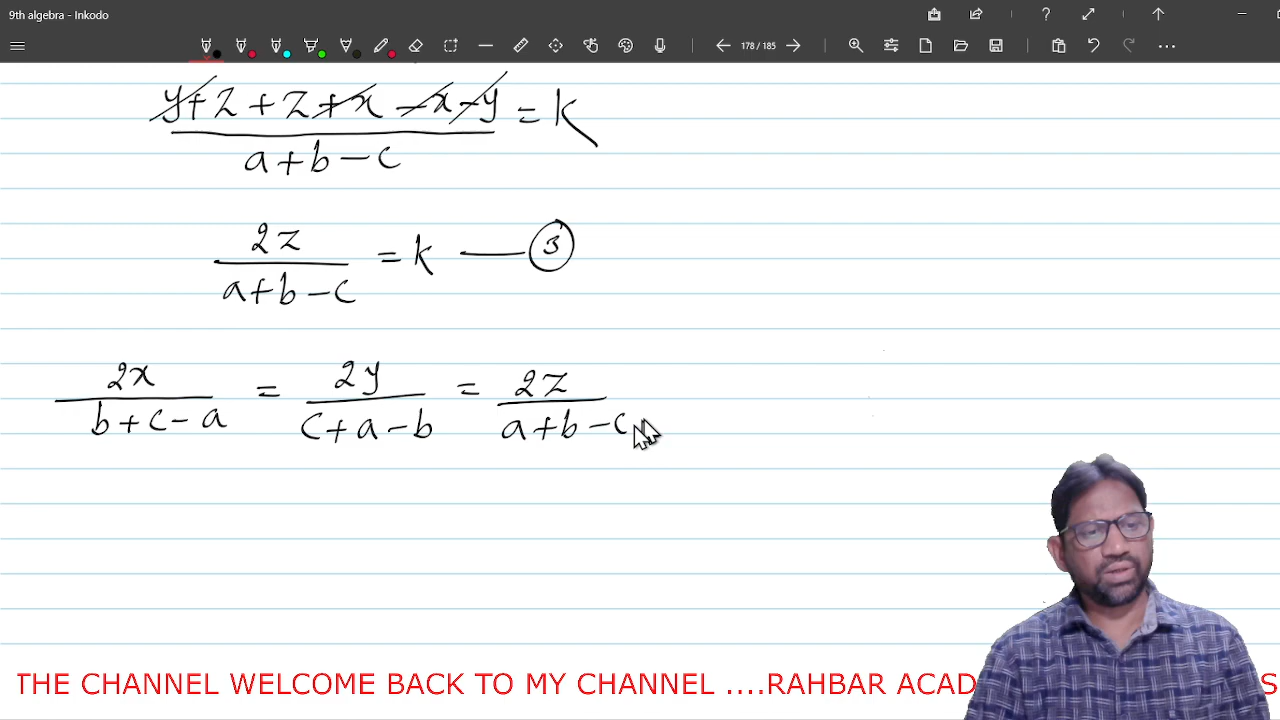 9th algebra - Inkodo
178 / 185
y+z+z+x-x-y = k
a+b-c
2z = k —— 3
a+b-c
2x = 2y = 2z
b+c-a c+a-b a+b-c
THE CHANNEL WELCOME BACK TO MY CHANNEL ....RAHBAR ACAD S